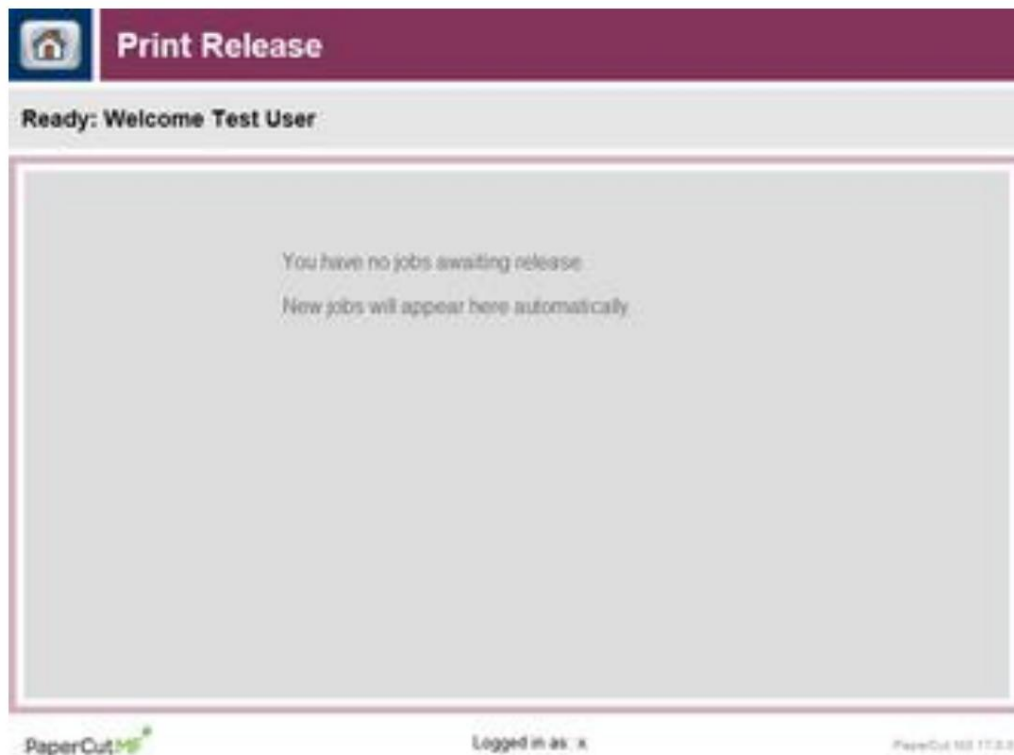 Print Release
Ready: Welcome Test User
You have no jobs awaiting release
New jobs will appear here automatically
PaperCutMF
Logged in as: x
PaperCut